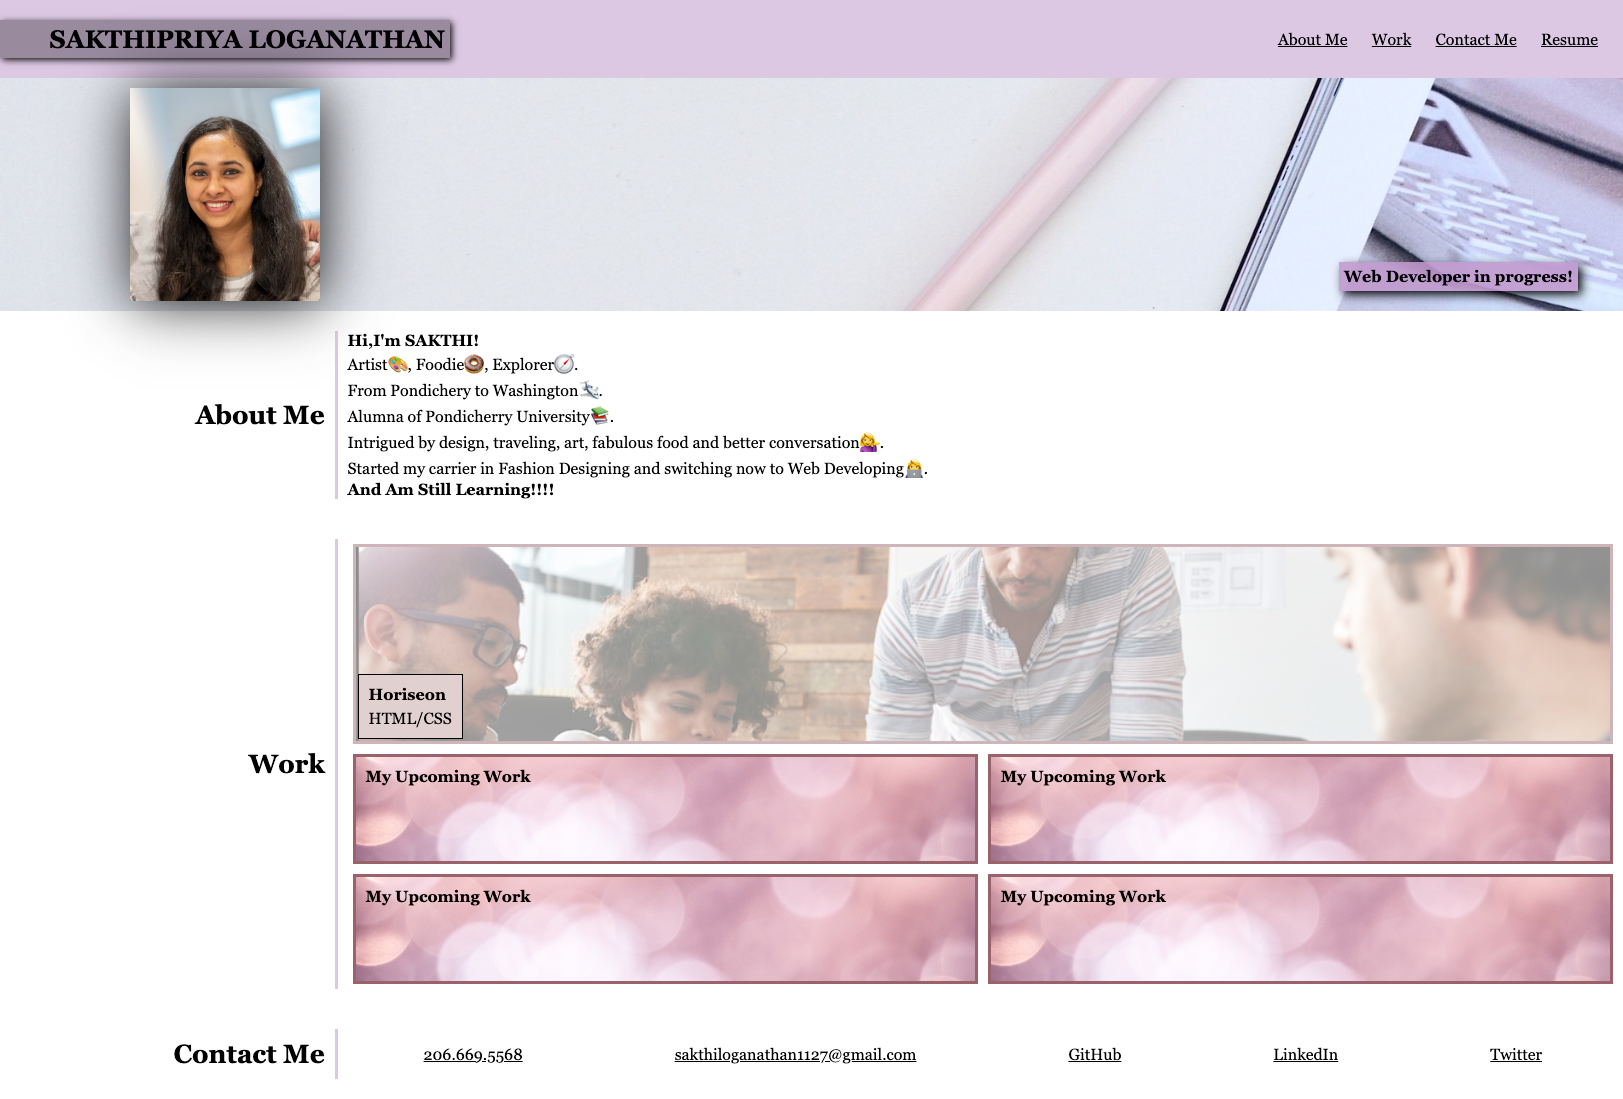 SAKTHIPRIYA LOGANATHAN
About Me Work Contact Me Resume
Web Developer in progress!
About Me
Hi,I'm SAKTHI!
Artist🎨, Foodie🍩, Explorer🧭.
From Pondichery to Washington🛬.
Alumna of Pondicherry University📚.
Intrigued by design, traveling, art, fabulous food and better conversation💁‍♀️.
Started my carrier in Fashion Designing and switching now to Web Developing👩‍💻.
And Am Still Learning!!!!
Work
Horiseon
HTML/CSS
My Upcoming Work
My Upcoming Work
My Upcoming Work
My Upcoming Work
Contact Me
206.669.5568 sakthiloganathan1127@gmail.com GitHub LinkedIn Twitter